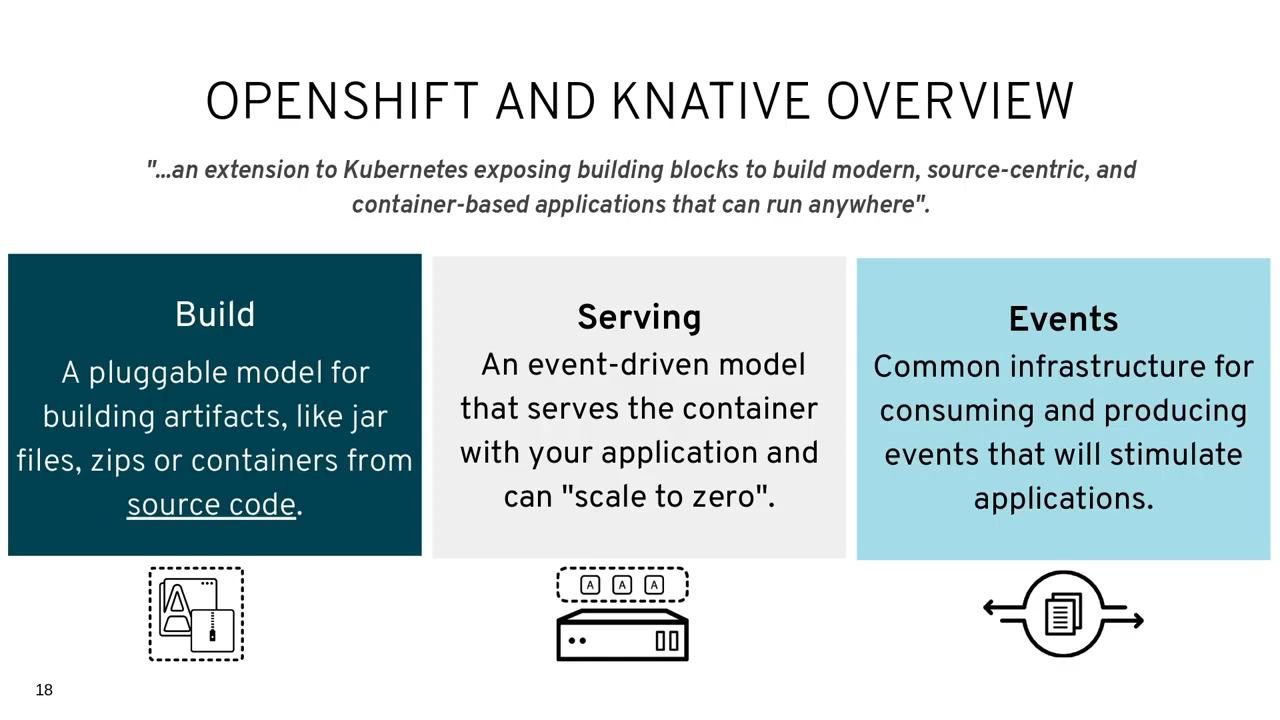 OPENSHIFT AND KNATIVE OVERVIEW
"...an extension to Kubernetes exposing building blocks to build modern, source-centric, and
container-based applications that can run anywhere".
Build
A pluggable model for
building artifacts, like jar
files, zips or containers from
source code.
Serving
An event-driven model
that serves the container
with your application and
can "scale to zero".
Events
Common infrastructure for
consuming and producing
events that will stimulate
applications.
A
A A A
18